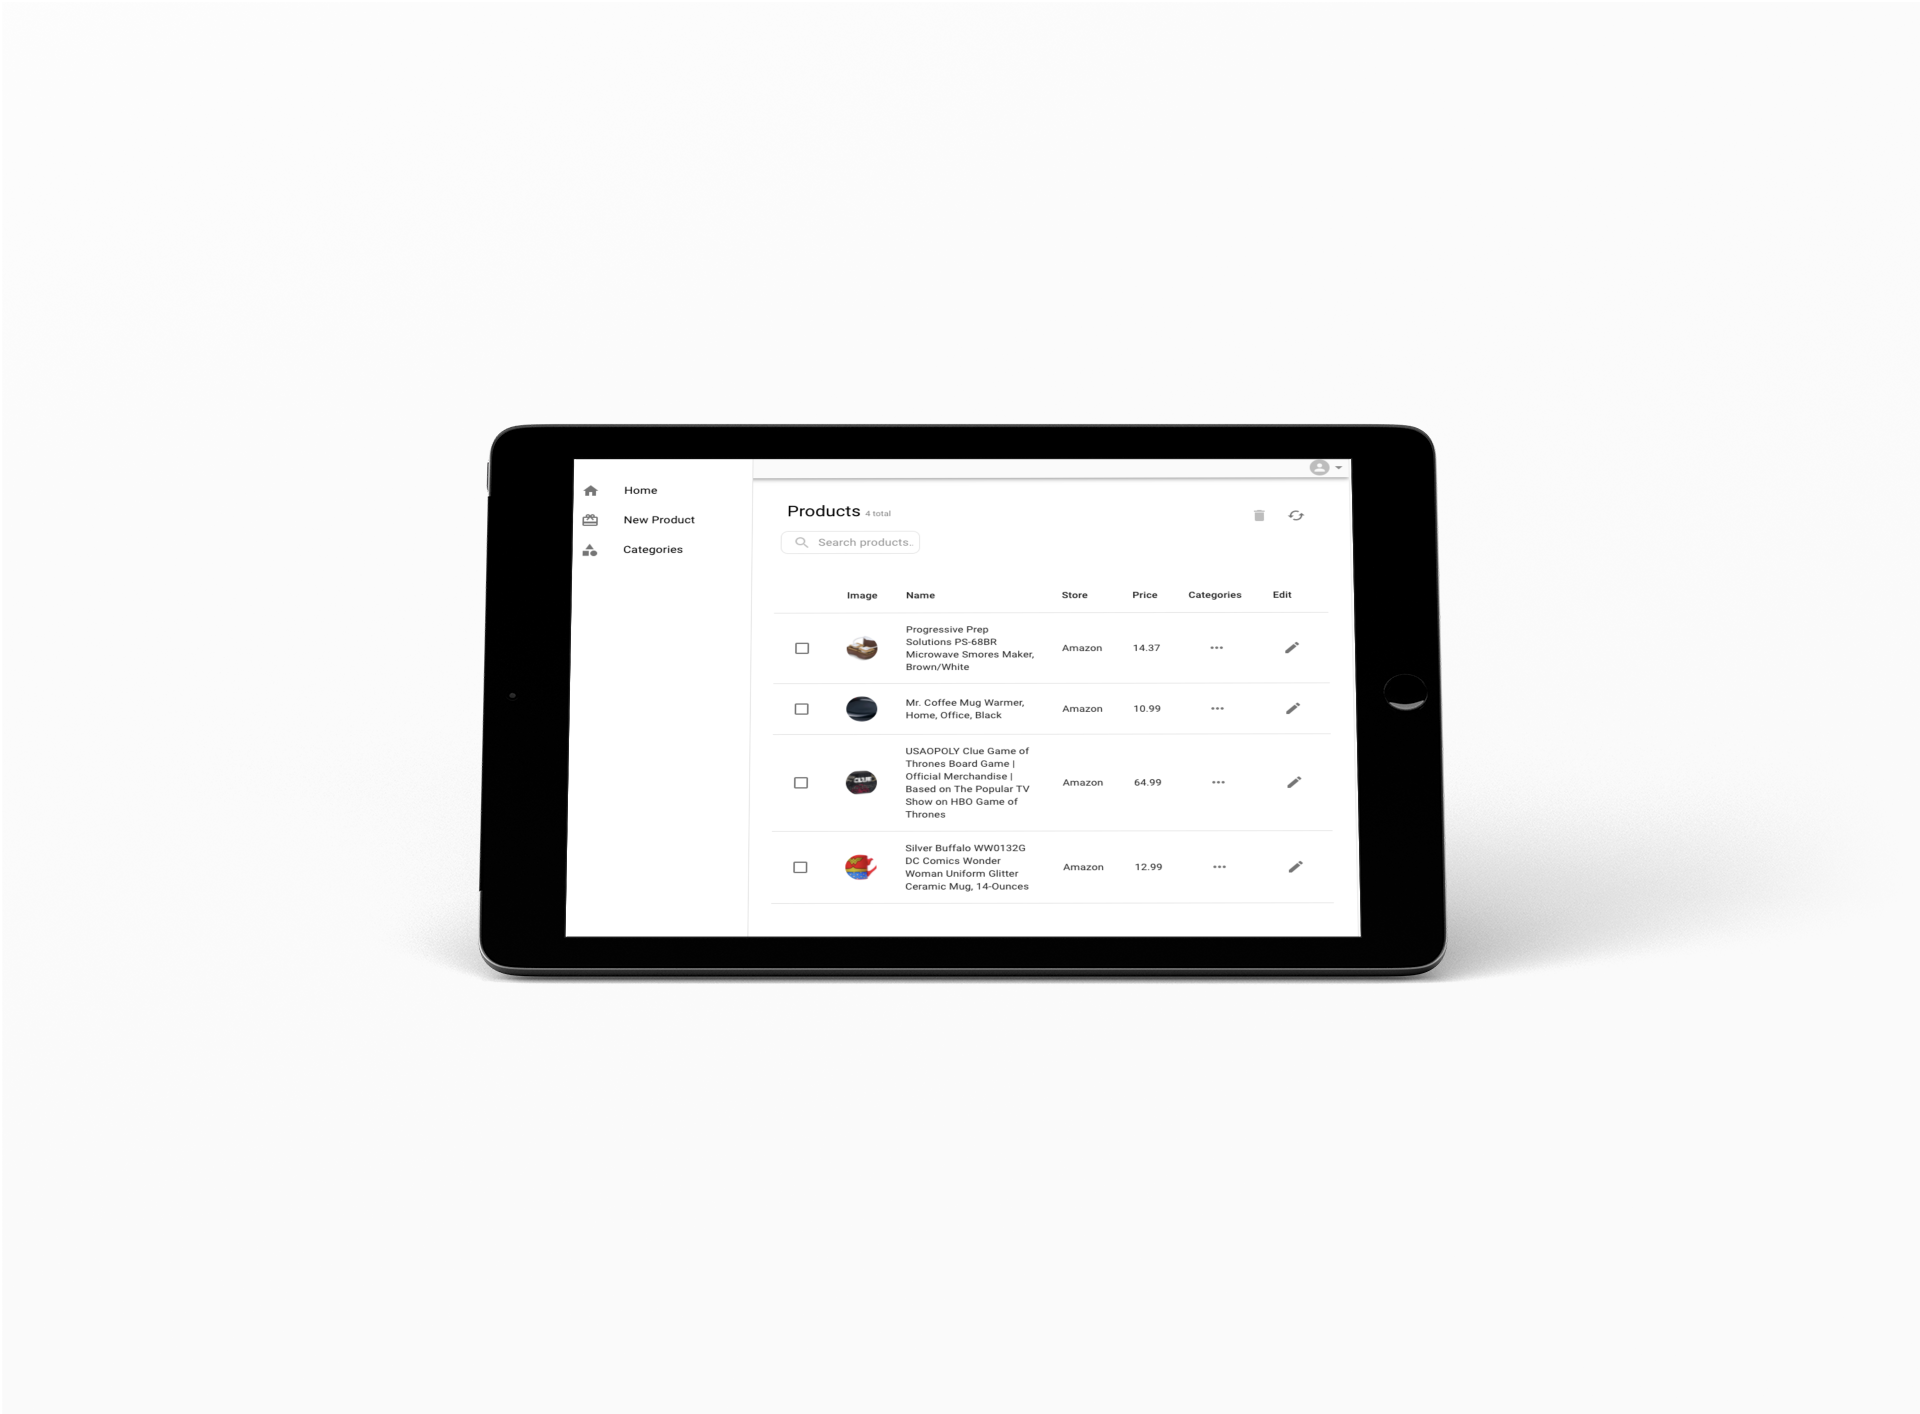 Home
New Product
Categories
Products 4 total
Search products..
Image Name Store Price Categories Edit
Progressive Prep
Solutions PS-68BR
Microwave Smores Maker,
Brown/White
Amazon 14.37
Mr. Coffee Mug Warmer,
Home, Office, Black
Amazon 10.99
USAOPOLY Clue Game of
Thrones Board Game |
Official Merchandise |
Based on The Popular TV
Show on HBO Game of
Thrones
Amazon 64.99
Silver Buffalo WW0132G
DC Comics Wonder
Woman Uniform Glitter
Ceramic Mug, 14-Ounces
Amazon 12.99